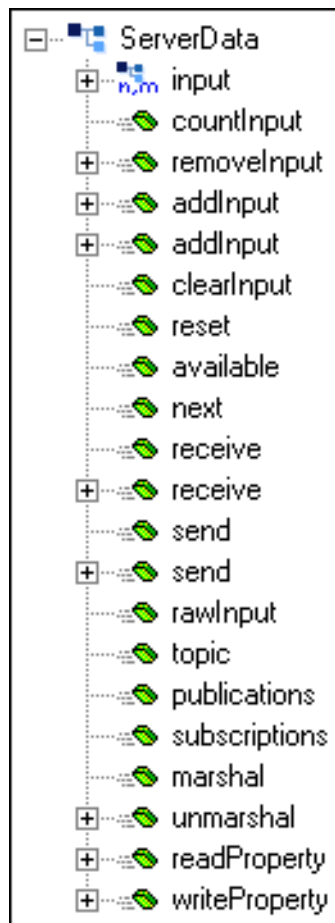 ServerData
n,m input
countInput
removeInput
addInput
addInput
clearInput
reset
available
next
receive
receive
send
send
rawInput
topic
publications
subscriptions
marshal
unmarshal
readProperty
writeProperty